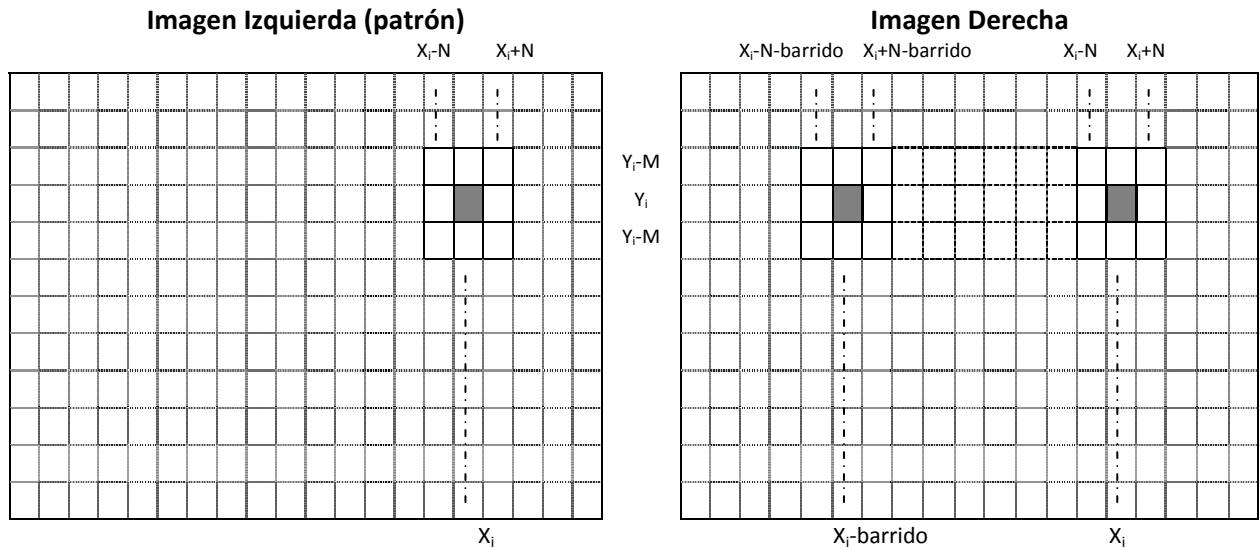 Imagen Izquierda (patrón)
Imagen Derecha
Xi-N Xi+N
Xi-N-barrido Xi+N-barrido Xi-N Xi+N
Yi-M
Yi
Yi-M
Xi
Xi-barrido Xi